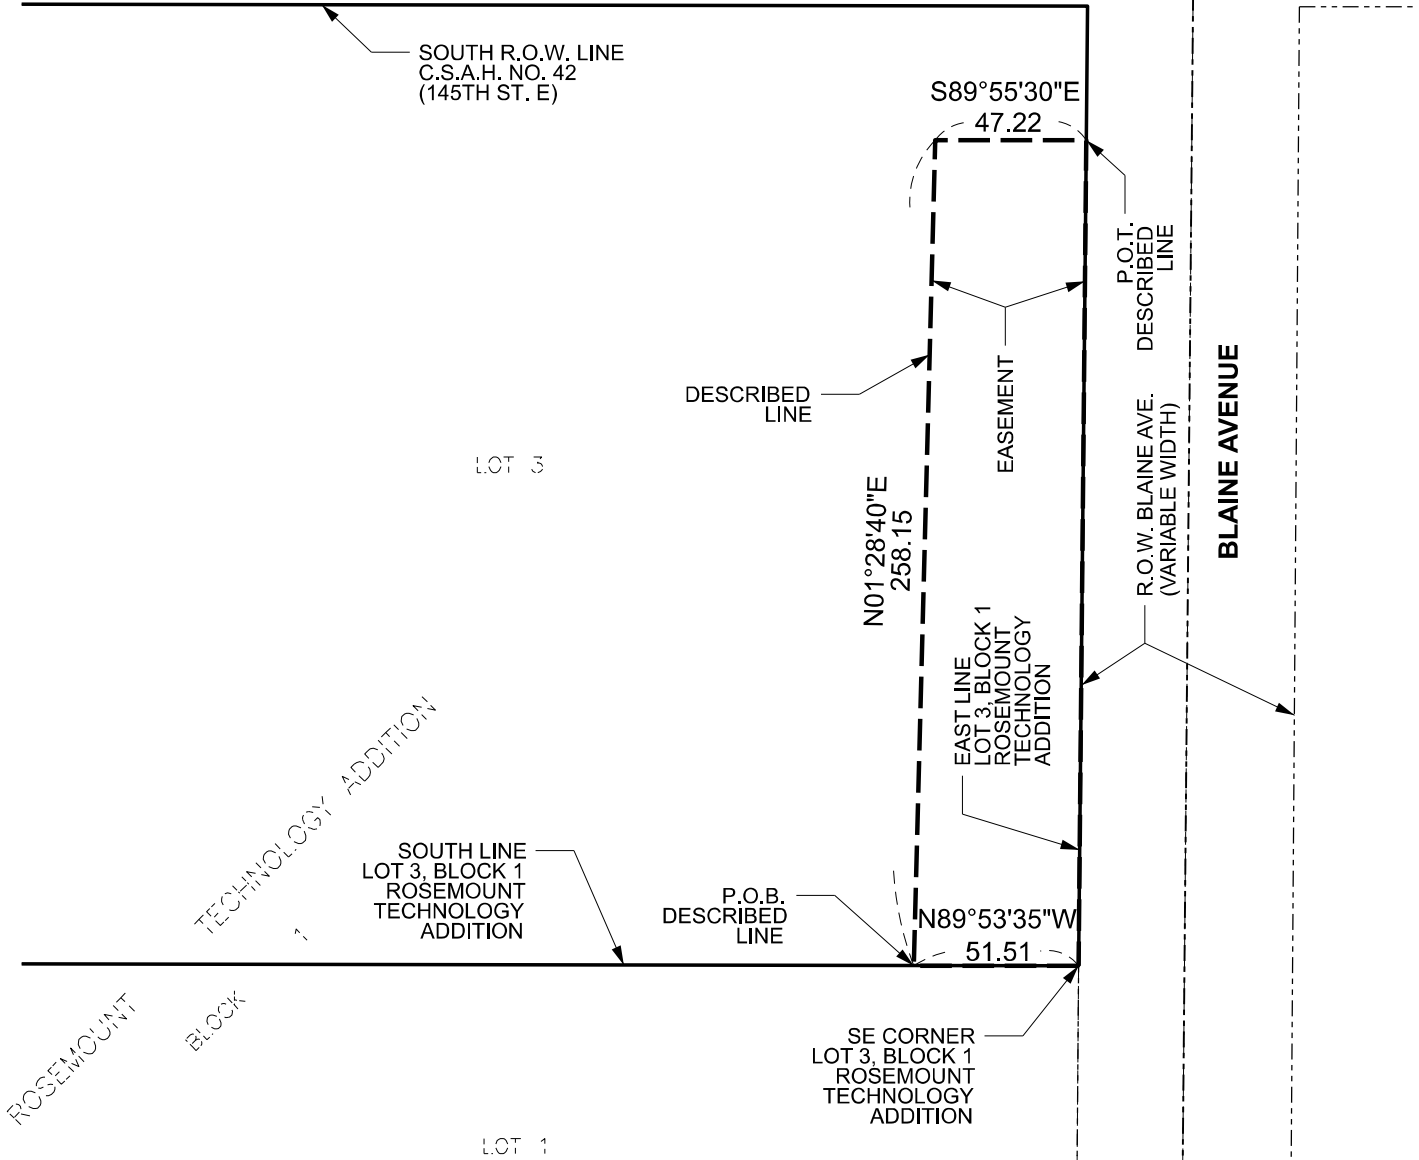 SOUTH R.O.W. LINE
C.S.A.H. NO. 42
(145TH ST. E)
S89°55'30"E
47.22
P.O.T.
DESCRIBED
LINE
EASEMENT
DESCRIBED
LINE
BLAINE AVENUE
R.O.W. BLAINE AVE.
(VARIABLE WIDTH)
LOT 3
N01°28'40"E
258.15
EAST LINE
LOT 3, BLOCK 1
ROSEMOUNT
TECHNOLOGY
ADDITION
SOUTH LINE
LOT 3, BLOCK 1
ROSEMOUNT
TECHNOLOGY
ADDITION
P.O.B.
DESCRIBED
LINE
N89°53'35"W
51.51
ROSEMOUNT TECHNOLOGY ADDITION
BLOCK 1
SE CORNER
LOT 3, BLOCK 1
ROSEMOUNT
TECHNOLOGY
ADDITION
LOT 1